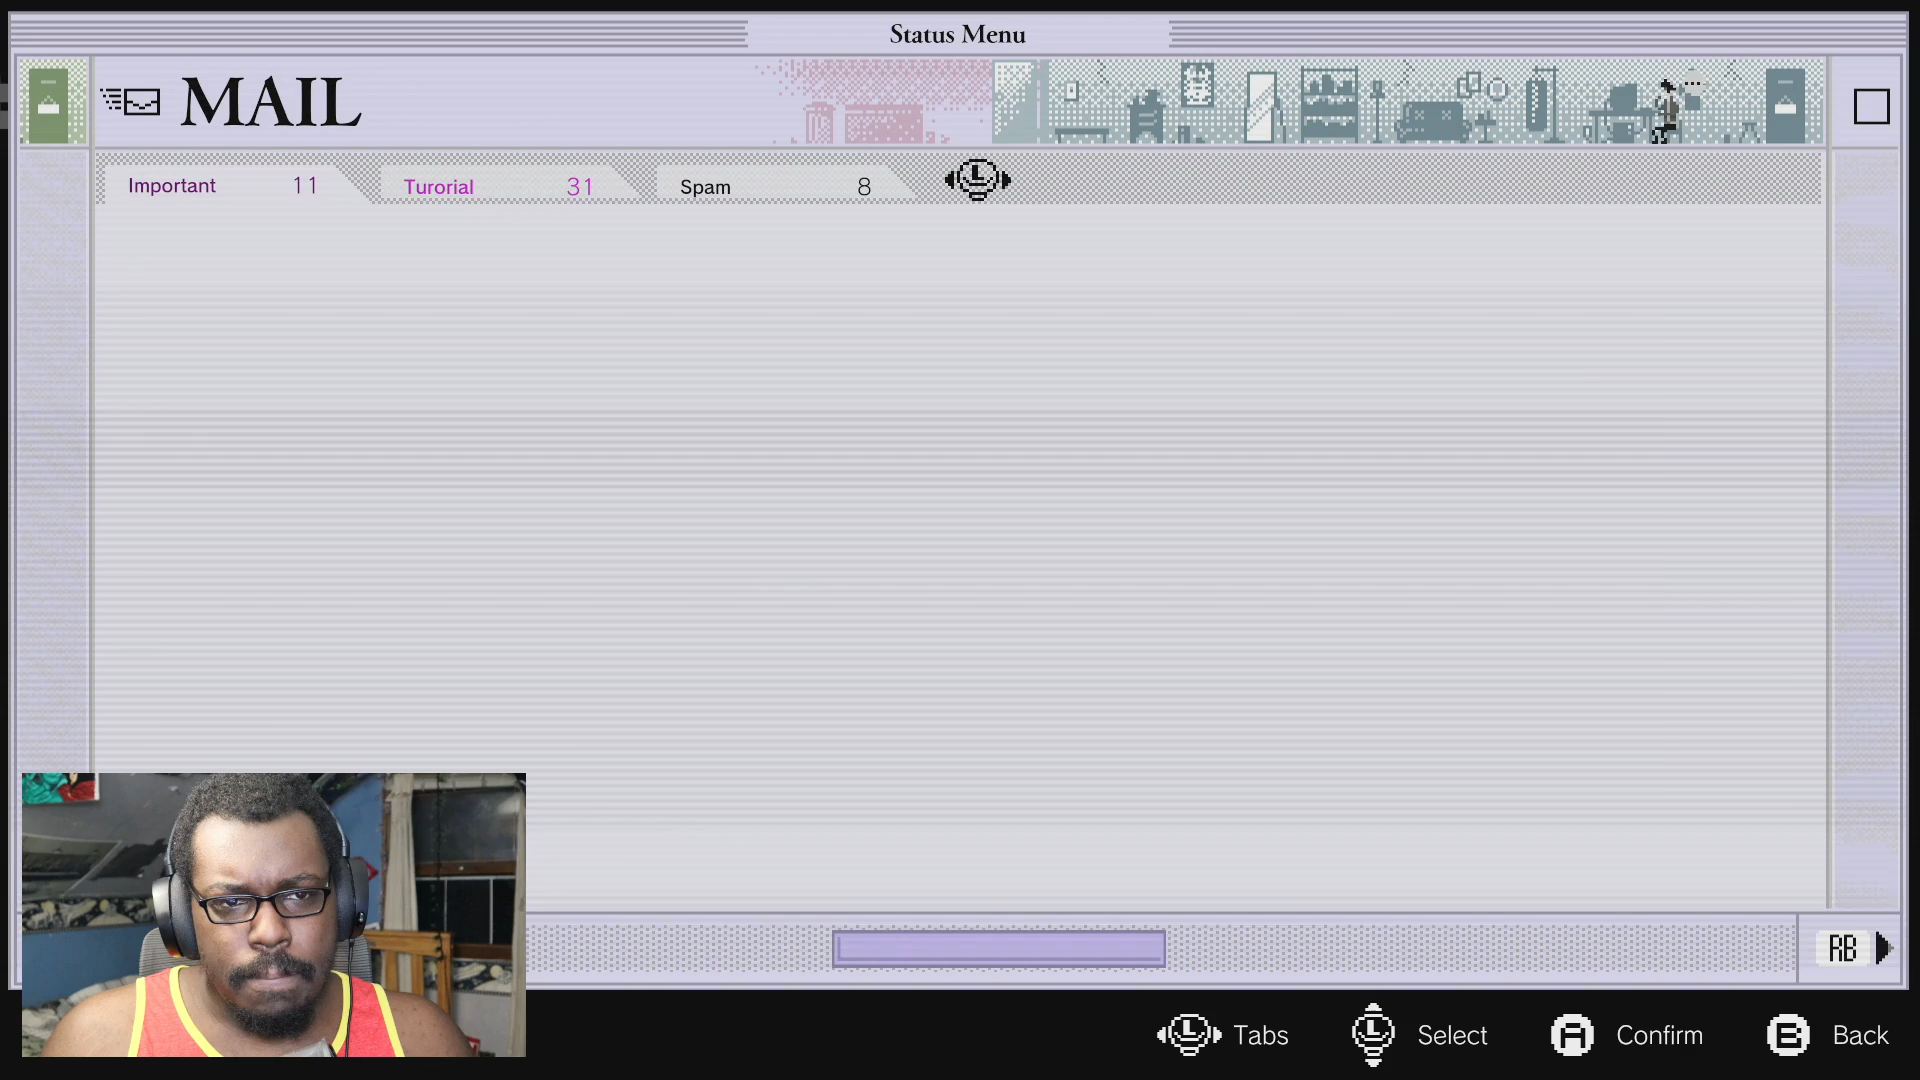 Status Menu
MAIL
Important 11
Turorial 31
Spam 8
L
RB
L Tabs
L Select
A Confirm
B Back